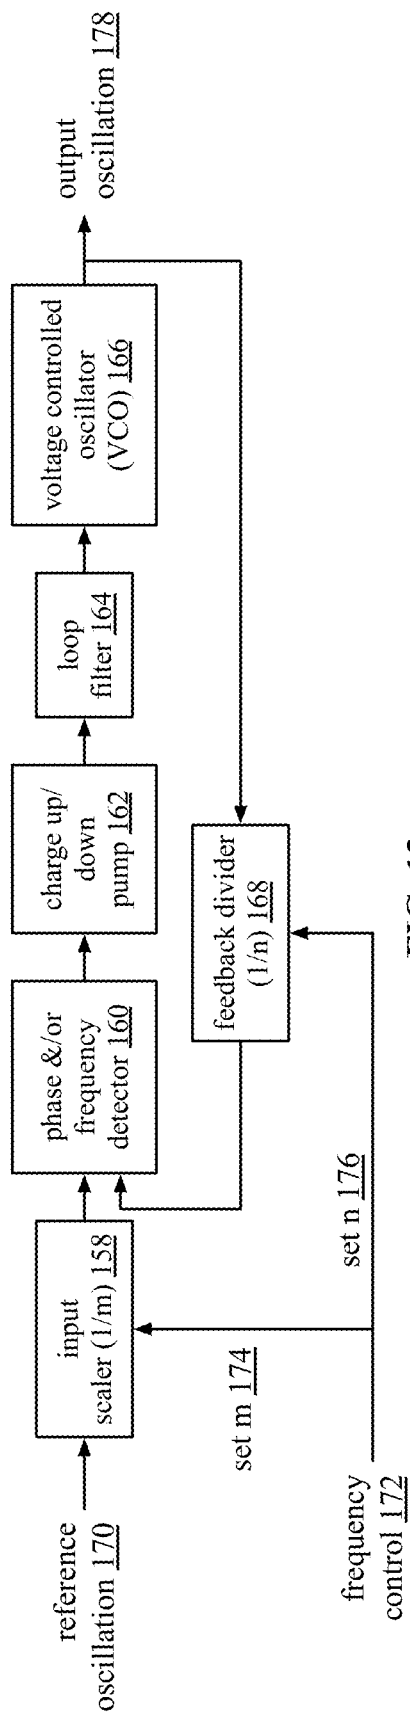 reference
oscillation 170
input
scaler (1/m) 158
phase &/or
frequency
detector 160
charge up/
down
pump 162
loop
filter 164
voltage controlled
oscillator
(VCO) 166
output
oscillation 178
feedback divider
(1/n) 168
set m 174
set n 176
frequency
control 172